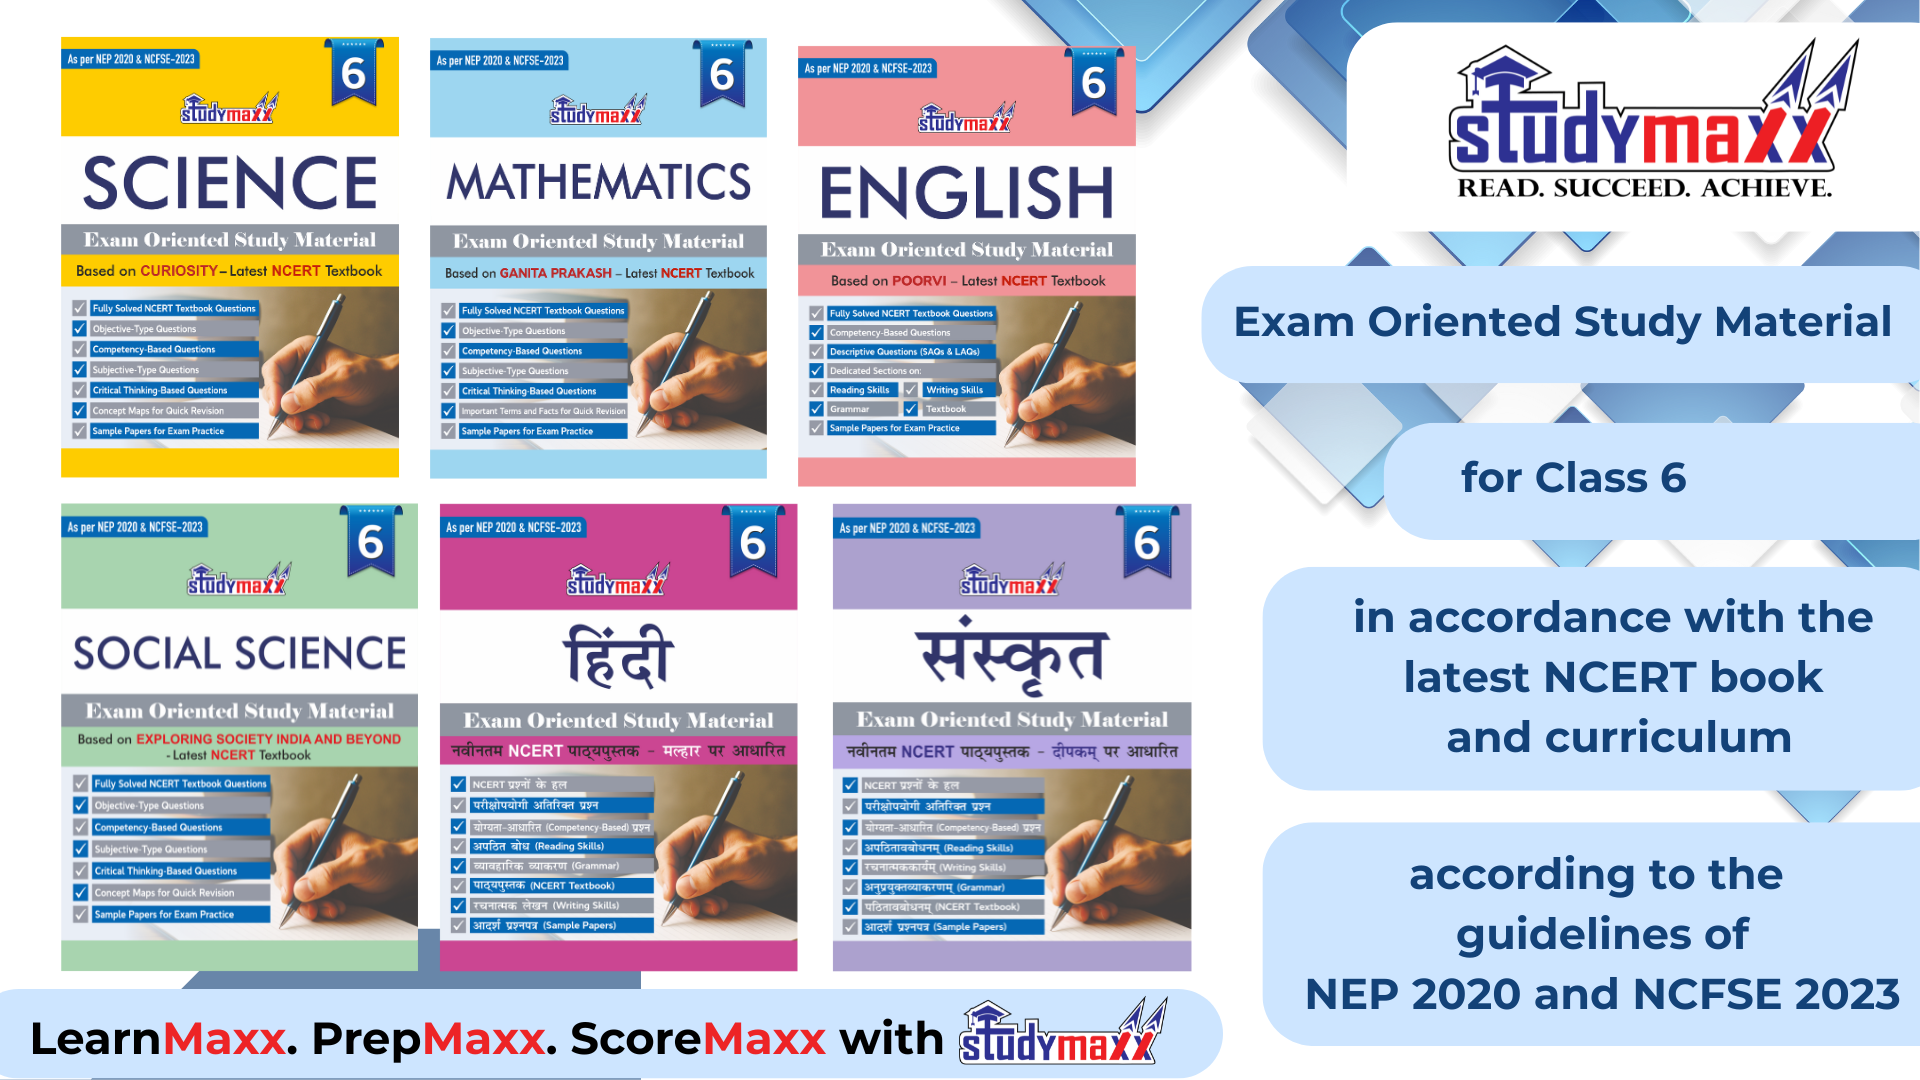 As per NEP 2020 & NCFSE-2023
6
studymaxx
SCIENCE
Exam Oriented Study Material
Based on CURIOSITY – Latest NCERT Textbook
Fully Solved NCERT Textbook Questions
Objective-Type Questions
Competency-Based Questions
Subjective-Type Questions
Critical Thinking-Based Questions
Concept Maps for Quick Revision
Sample Papers for Exam Practice
As per NEP 2020 & NCFSE-2023
6
studymaxx
MATHEMATICS
Exam Oriented Study Material
Based on GANITA PRAKASH – Latest NCERT Textbook
Fully Solved NCERT Textbook Questions
Objective-Type Questions
Competency-Based Questions
Subjective-Type Questions
Critical Thinking-Based Questions
Important Terms and Facts for Quick Revision
Sample Papers for Exam Practice
As per NEP 2020 & NCFSE-2023
6
studymaxx
ENGLISH
Exam Oriented Study Material
Based on POORVI – Latest NCERT Textbook
Fully Solved NCERT Textbook Questions
Competency-Based Questions
Descriptive Questions (SAQs & LAQs)
Dedicated Sections on:
Reading Skills Writing Skills
Grammar Textbook
Sample Papers for Exam Practice
As per NEP 2020 & NCFSE-2023
6
studymaxx
SOCIAL SCIENCE
Exam Oriented Study Material
Based on EXPLORING SOCIETY INDIA AND BEYOND
- Latest NCERT Textbook
Fully Solved NCERT Textbook Questions
Objective-Type Questions
Competency-Based Questions
Subjective-Type Questions
Critical Thinking-Based Questions
Concept Maps for Quick Revision
Sample Papers for Exam Practice
As per NEP 2020 & NCFSE-2023
6
studymaxx
हिंदी
Exam Oriented Study Material
नवीनतम NCERT पाठ्यपुस्तक - मल्हार पर आधारित
NCERT प्रश्नों के हल
परीक्षोपयोगी अतिरिक्त प्रश्न
योग्यता-आधारित (Competency-Based) प्रश्न
अपठित बोध (Reading Skills)
व्यावहारिक व्याकरण (Grammar)
पाठ्यपुस्तक (NCERT Textbook)
रचनात्मक लेखन (Writing Skills)
आदर्श प्रश्नपत्र (Sample Papers)
As per NEP 2020 & NCFSE-2023
6
studymaxx
संस्कृत
Exam Oriented Study Material
नवीनतम NCERT पाठ्यपुस्तक - दीपकम् पर आधारित
NCERT प्रश्नों के हल
परीक्षोपयोगी अतिरिक्त प्रश्न
योग्यता-आधारित (Competency-Based) प्रश्न
अपठितावबोधनम् (Reading Skills)
रचनात्मककार्यम् (Writing Skills)
अनुप्रयुक्तव्याकरणम् (Grammar)
पठितावबोधनम् (NCERT Textbook)
आदर्श प्रश्नपत्र (Sample Papers)
LearnMaxx. PrepMaxx. ScoreMaxx with studymaxx
studymaxx
READ. SUCCEED. ACHIEVE.
Exam Oriented Study Material
for Class 6
in accordance with the
latest NCERT book
and curriculum
according to the
guidelines of
NEP 2020 and NCFSE 2023